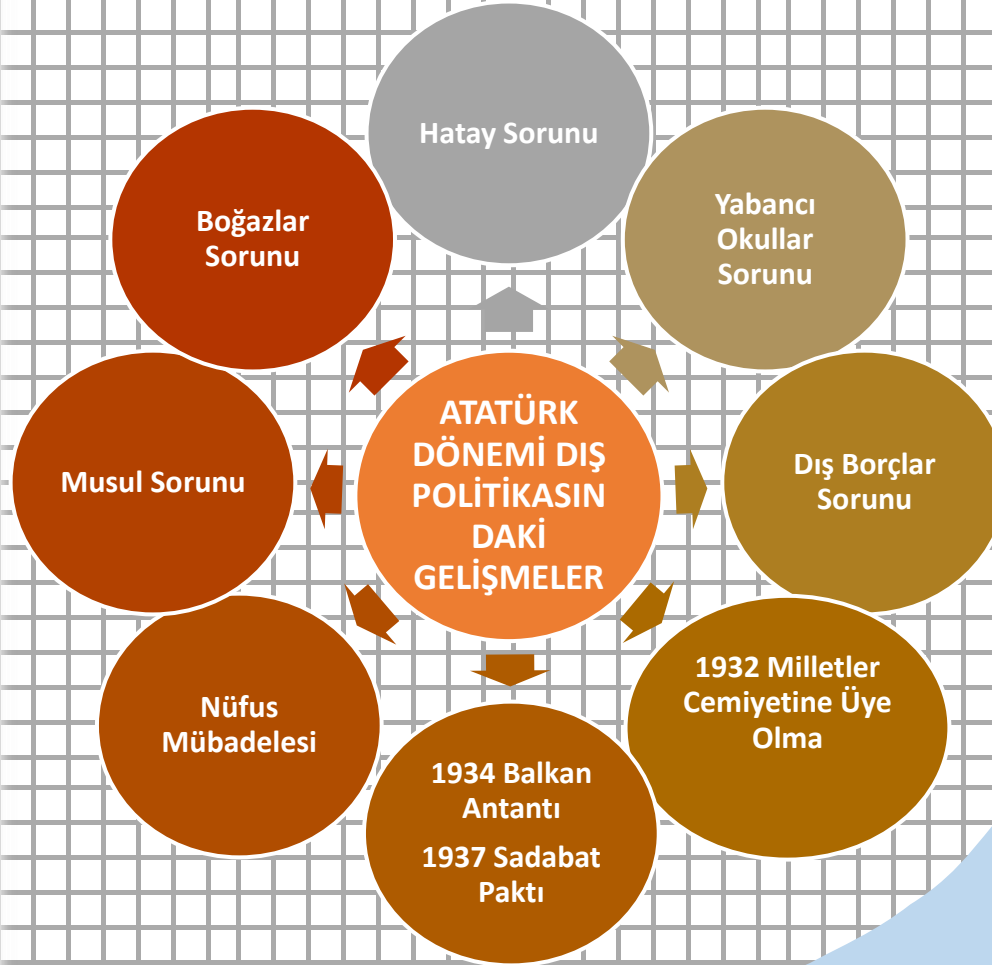 Hatay Sorunu
Yabancı
Okullar
Sorunu
Dış Borçlar
Sorunu
1932 Milletler
Cemiyetine Üye
Olma
1934 Balkan
Antantı
1937 Sadabat
Paktı
Nüfus
Mübadelesi
Musul Sorunu
Boğazlar
Sorunu
ATATÜRK
DÖNEMİ DIŞ
POLİTİKASIN
DAKİ
GELİŞMELER